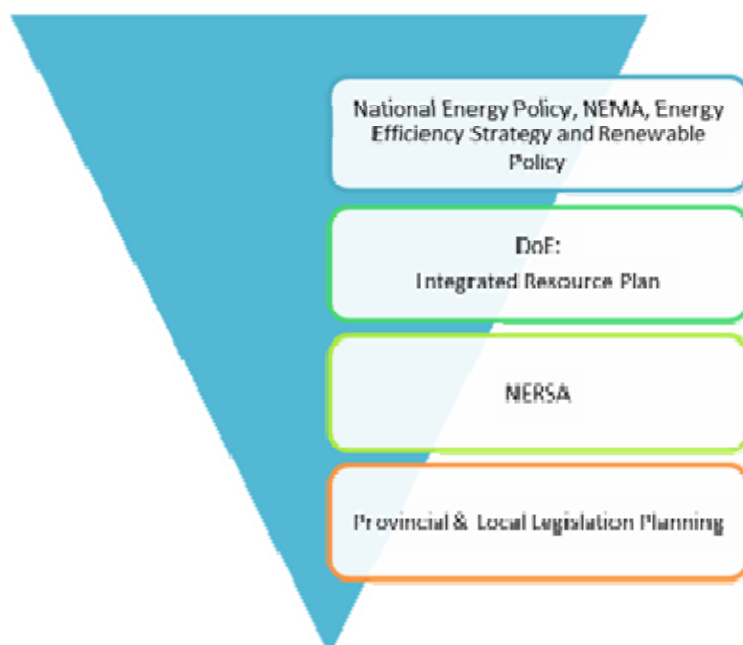 National Energy Policy, NEMA, Energy
Efficiency Strategy and Renewable
Policy
DoE:
Integrated Resource Plan
NERSA
Provincial & Local Legislation Planning